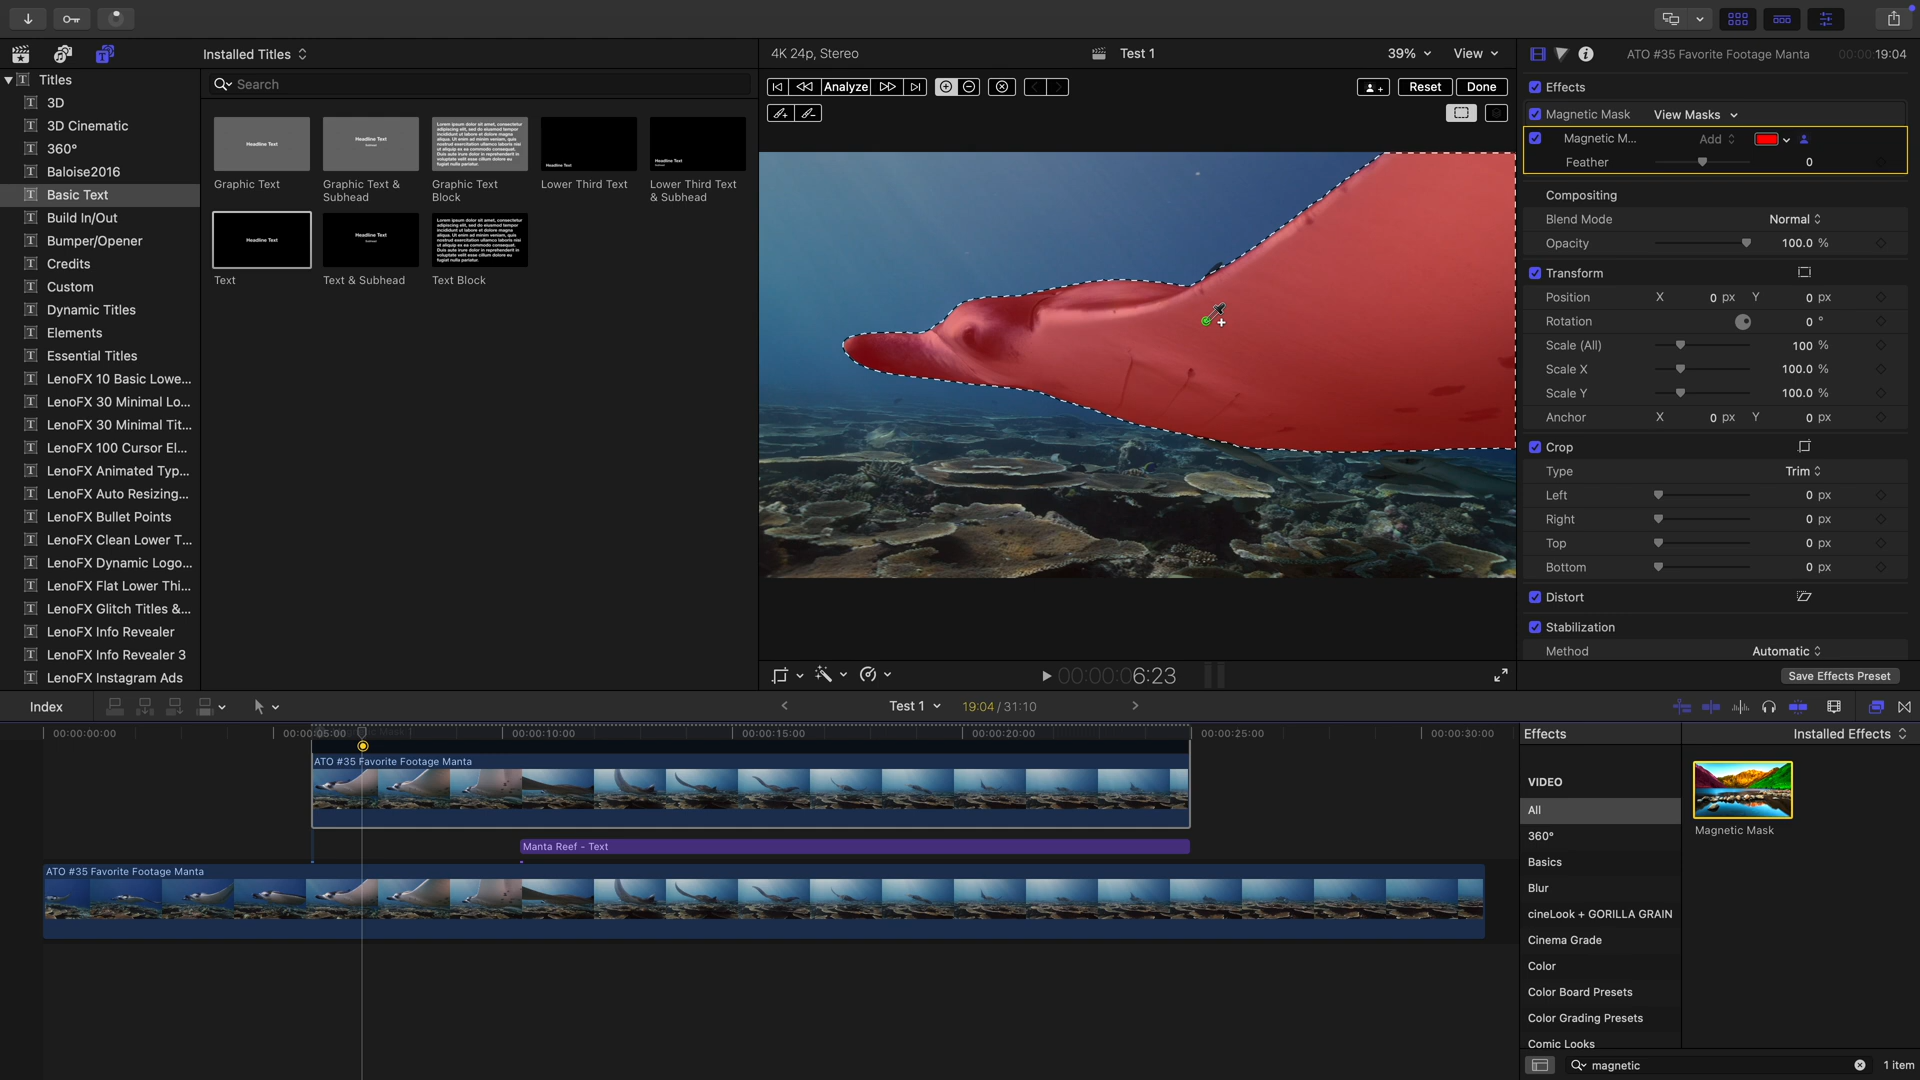 Installed Titles
4K 24p, Stereo
Test 1
39%
View
ATO #35 Favorite Footage Manta
00:00:00:19:04
Titles
3D
3D Cinematic
360°
Baloise2016
Basic Text
Build In/Out
Bumper/Opener
Credits
Custom
Dynamic Titles
Elements
Essential Titles
LenoFX 10 Basic Lowe...
LenoFX 30 Minimal Lo...
LenoFX 30 Minimal Tit...
LenoFX 100 Cursor El...
LenoFX Animated Typ...
LenoFX Auto Resizing...
LenoFX Bullet Points
LenoFX Clean Lower T...
LenoFX Dynamic Logo...
LenoFX Flat Lower Thi...
LenoFX Glitch Titles &...
LenoFX Info Revealer
LenoFX Info Revealer 3
LenoFX Instagram Ads
Search
Headline Text
Graphic Text
Headline Text
Graphic Text &
Subhead
Graphic Text
Block
Headline Text
Lower Third Text
Headline Text
Lower Third Text
& Subhead
Headline Text
Text
Headline Text
Text & Subhead
Text Block
Analyze
Reset
Done
00:00:06:23
Effects
Magnetic Mask
View Masks
Magnetic M...
Add
Feather
0
Compositing
Blend Mode
Normal
Opacity
100.0 %
Transform
Position
X
0 px
Y
0 px
Rotation
0 °
Scale (All)
100 %
Scale X
100.0 %
Scale Y
100.0 %
Anchor
X
0 px
Y
0 px
Crop
Type
Trim
Left
0 px
Right
0 px
Top
0 px
Bottom
0 px
Distort
Stabilization
Method
Automatic
Save Effects Preset
Index
Test 1
19:04 / 31:10
00:00:00:00
00:00:05:00
00:00:10:00
00:00:15:00
00:00:20:00
00:00:25:00
00:00:30:00
ATO #35 Favorite Footage Manta
Manta Reef - Text
ATO #35 Favorite Footage Manta
Effects
Installed Effects
VIDEO
All
360°
Basics
Blur
cineLook + GORILLA GRAIN
Cinema Grade
Color
Color Board Presets
Color Grading Presets
Comic Looks
Magnetic Mask
magnetic
1 item